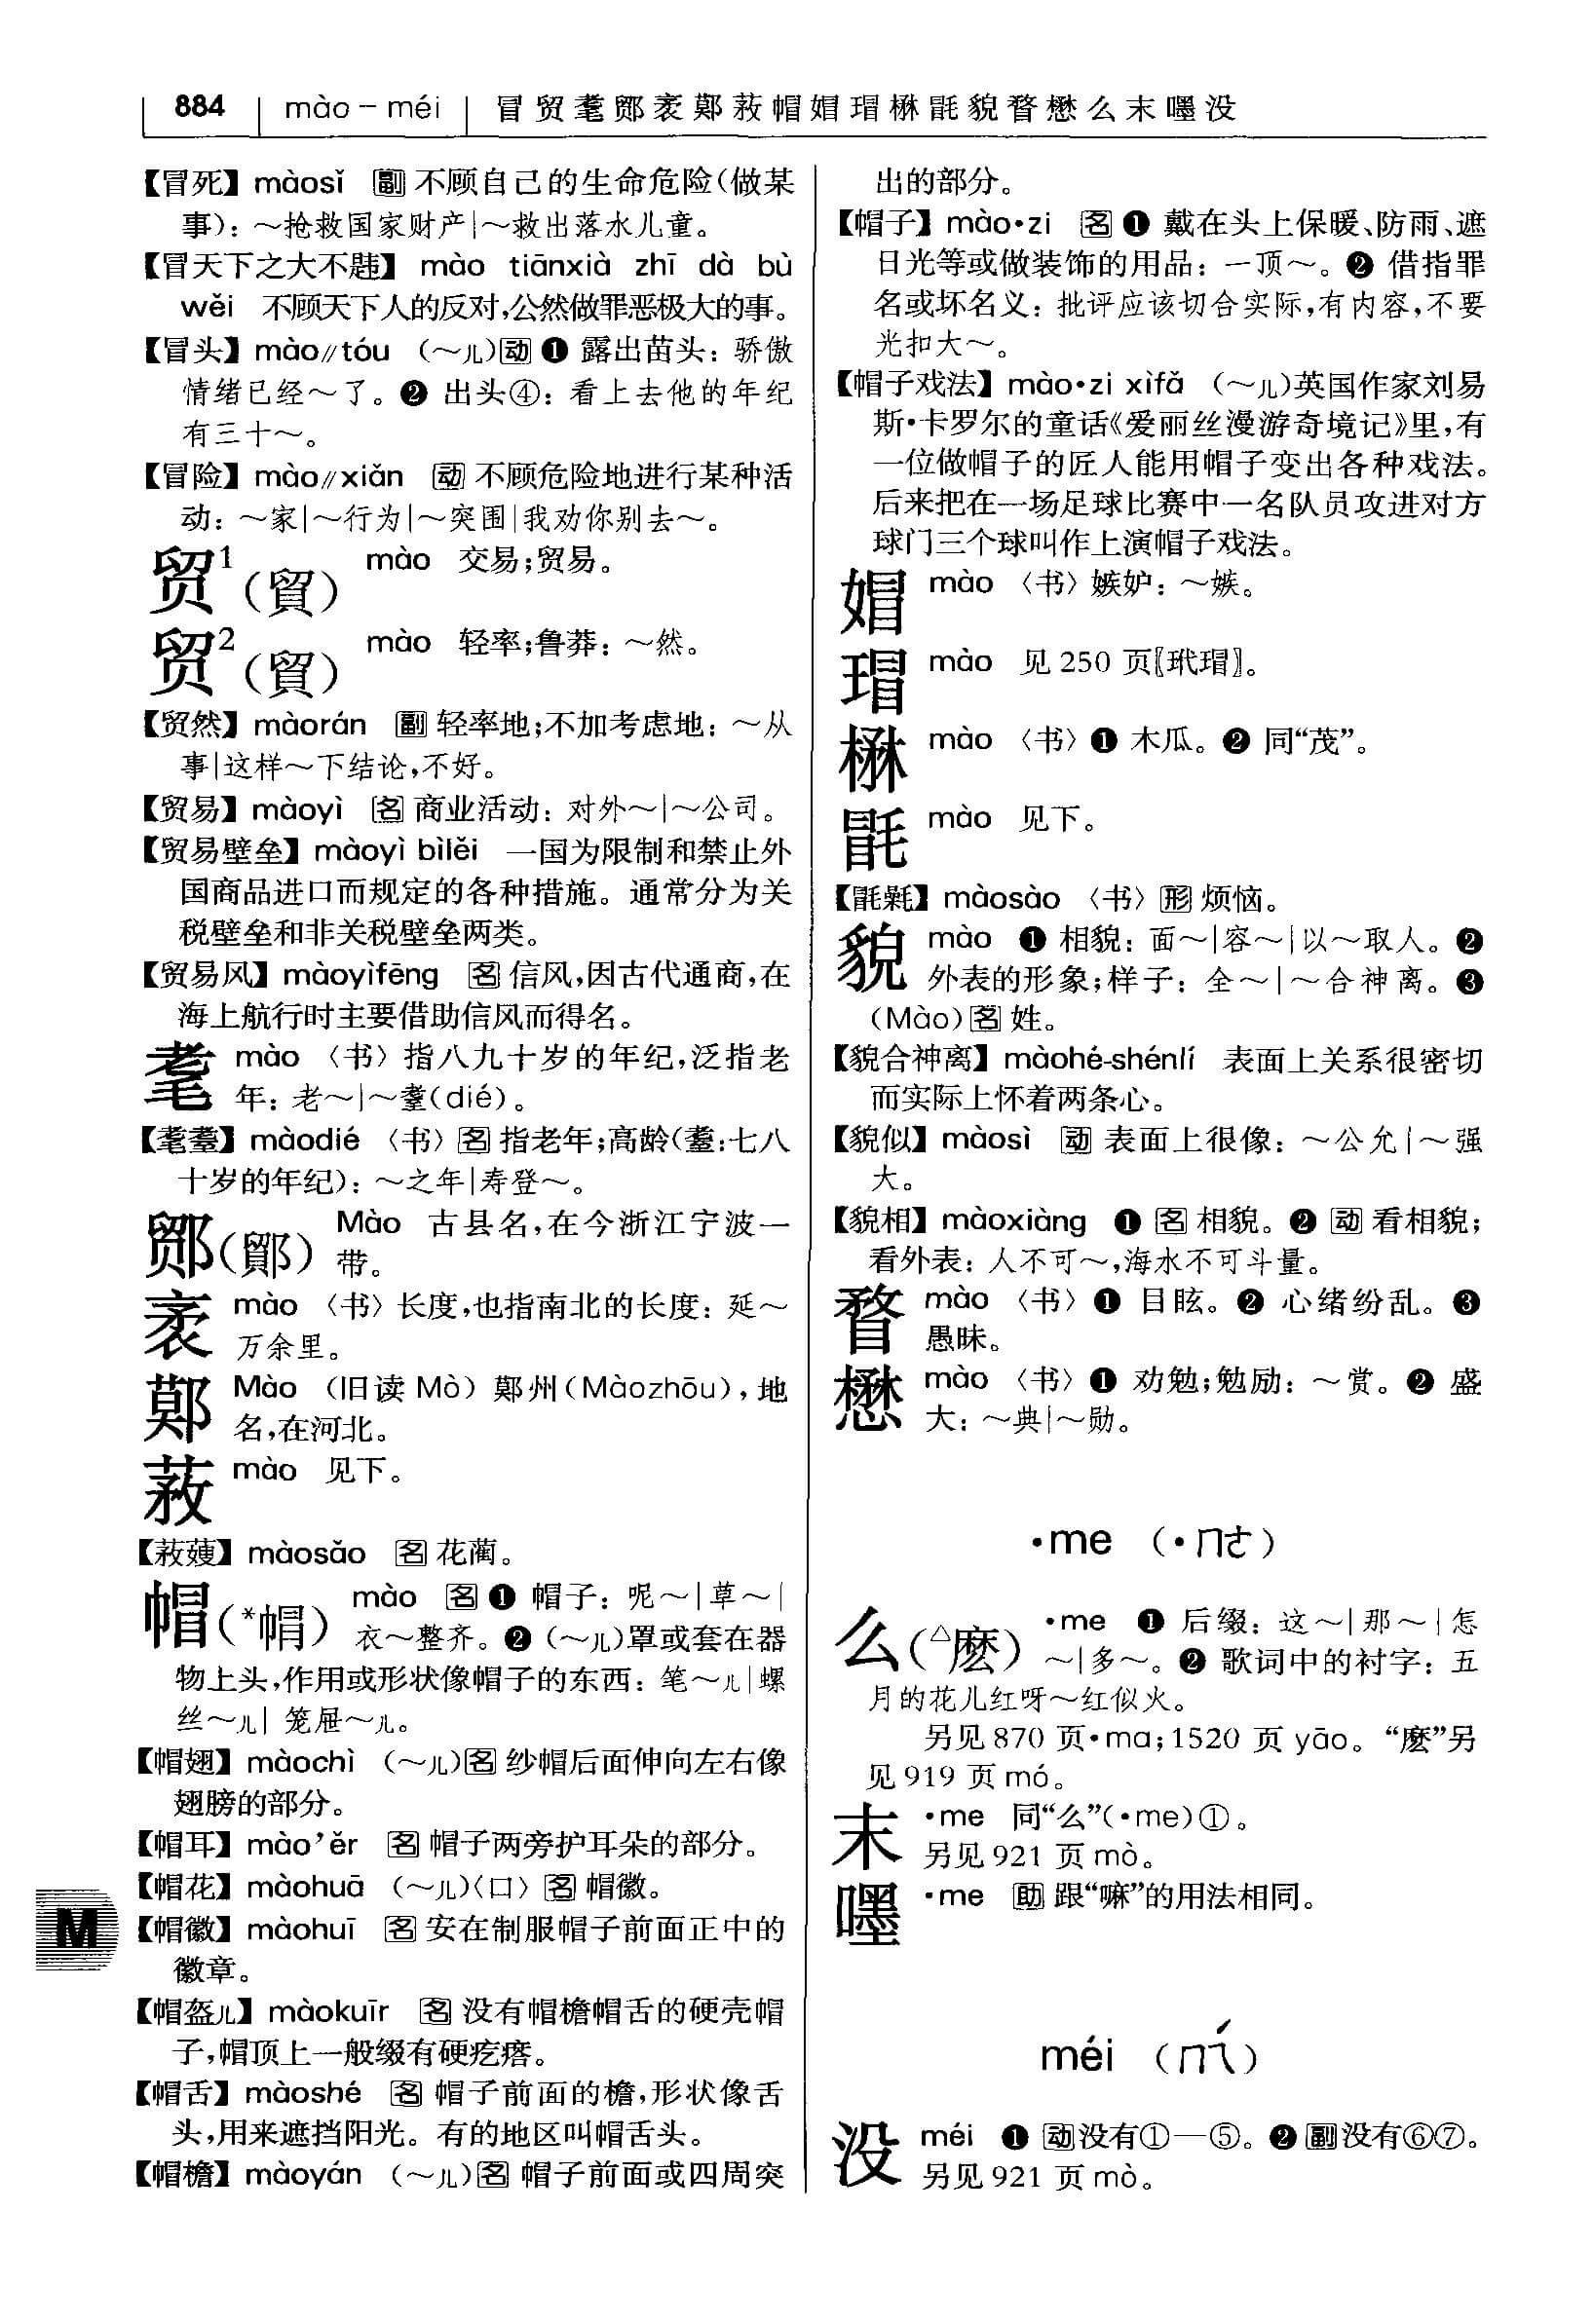 884 mào－méi 冒贸耄鄮袤鄚萩帽媢瑁楙毷貌瞀懋么末嚜没
【冒死】màosǐ 副 不顾自己的生命危险(做某
事)：～抢救国家财产|～救出落水儿童。
【冒天下之大不韪】mào tiānxià zhī dà bù
wěi 不顾天下人的反对,公然做罪恶极大的事。
【冒头】mào∥tóu （～儿)动❶ 露出苗头：骄傲
情绪已经～了。❷ 出头④：看上去他的年纪
有三十～。
【冒险】mào∥xiǎn 动 不顾危险地进行某种活
动：～家|～行为|～突围|我劝你别去～。
贸1（貿） mào 交易;贸易。
贸2（貿） mào 轻率;鲁莽：～然。
【贸然】màorán 副 轻率地;不加考虑地：～从
事|这样～下结论,不好。
【贸易】màoyì 名 商业活动：对外～|～公司。
【贸易壁垒】màoyì bìlěi 一国为限制和禁止外
国商品进口而规定的各种措施。通常分为关
税壁垒和非关税壁垒两类。
【贸易风】màoyìfēng 名 信风,因古代通商,在
海上航行时主要借助信风而得名。
耄 mào 〈书〉指八九十岁的年纪,泛指老
年：老～|～耋(dié)。
【耄耋】màodié 〈书〉名 指老年;高龄(耋:七八
十岁的年纪)：～之年|寿登～。
鄮(鄮) Mào 古县名,在今浙江宁波一
带。
袤 mào 〈书〉长度,也指南北的长度：延～
万余里。
鄚 Mào （旧读 Mò）鄚州(Màozhōu),地
名,在河北。
萩 mào 见下。
【萩蒐】màosǎo 名 花蔺。
帽(*帽) mào 名❶ 帽子：呢～|草～|
衣～整齐。❷ (～儿)罩或套在器
物上头,作用或形状像帽子的东西：笔～儿|螺
丝～儿| 笼屉～儿。
【帽翅】màochì （～儿)名 纱帽后面伸向左右像
翅膀的部分。
【帽耳】mào’ěr 名 帽子两旁护耳朵的部分。
【帽花】màohuā （～儿)〈口〉名 帽徽。
【帽徽】màohuī 名 安在制服帽子前面正中的
徽章。
【帽盔儿】màokuīr 名 没有帽檐帽舌的硬壳帽
子,帽顶上一般缀有硬疙瘩。
【帽舌】màoshé 名 帽子前面的檐,形状像舌
头,用来遮挡阳光。有的地区叫帽舌头。
【帽檐】màoyán （～儿)名 帽子前面或四周突
M
出的部分。
【帽子】mào·zi 名❶ 戴在头上保暖、防雨、遮
日光等或做装饰的用品：一顶～。❷ 借指罪
名或坏名义：批评应该切合实际,有内容,不要
光扣大～。
【帽子戏法】mào·zi xìfǎ （～儿)英国作家刘易
斯·卡罗尔的童话《爱丽丝漫游奇境记》里,有
一位做帽子的匠人能用帽子变出各种戏法。
后来把在一场足球比赛中一名队员攻进对方
球门三个球叫作上演帽子戏法。
媢 mào 〈书〉嫉妒：～嫉。
瑁 mào 见 250 页〖玳瑁〗。
楙 mào 〈书〉❶ 木瓜。❷ 同“茂”。
毷 mào 见下。
【毷氉】màosào 〈书〉形 烦恼。
貌 mào ❶ 相貌：面～|容～|以～取人。❷
外表的形象;样子：全～|～合神离。❸
(Mào)名 姓。
【貌合神离】màohé-shénlí 表面上关系很密切
而实际上怀着两条心。
【貌似】màosì 动 表面上很像：～公允|～强
大。
【貌相】màoxiàng ❶ 名 相貌。❷ 动 看相貌;
看外表：人不可～,海水不可斗量。
瞀 mào 〈书〉❶ 目眩。❷ 心绪纷乱。❸
愚昧。
懋 mào 〈书〉❶ 劝勉;勉励：～赏。❷ 盛
大：～典|～勋。
·me （·ㄇㄜ）
么(△麽) ·me ❶ 后缀：这～|那～|怎
～|多～。❷ 歌词中的衬字：五
月的花儿红呀～红似火。
另见 870 页·ma;1520 页 yāo。“麽”另
见 919 页 mó。
末 ·me 同“么”(·me)①。
另见 921 页 mò。
嚜 ·me 助 跟“嘛”的用法相同。
méi （ㄇㄟˊ）
没 méi ❶ 动没有①—⑤。❷ 副没有⑥⑦。
另见 921 页 mò。